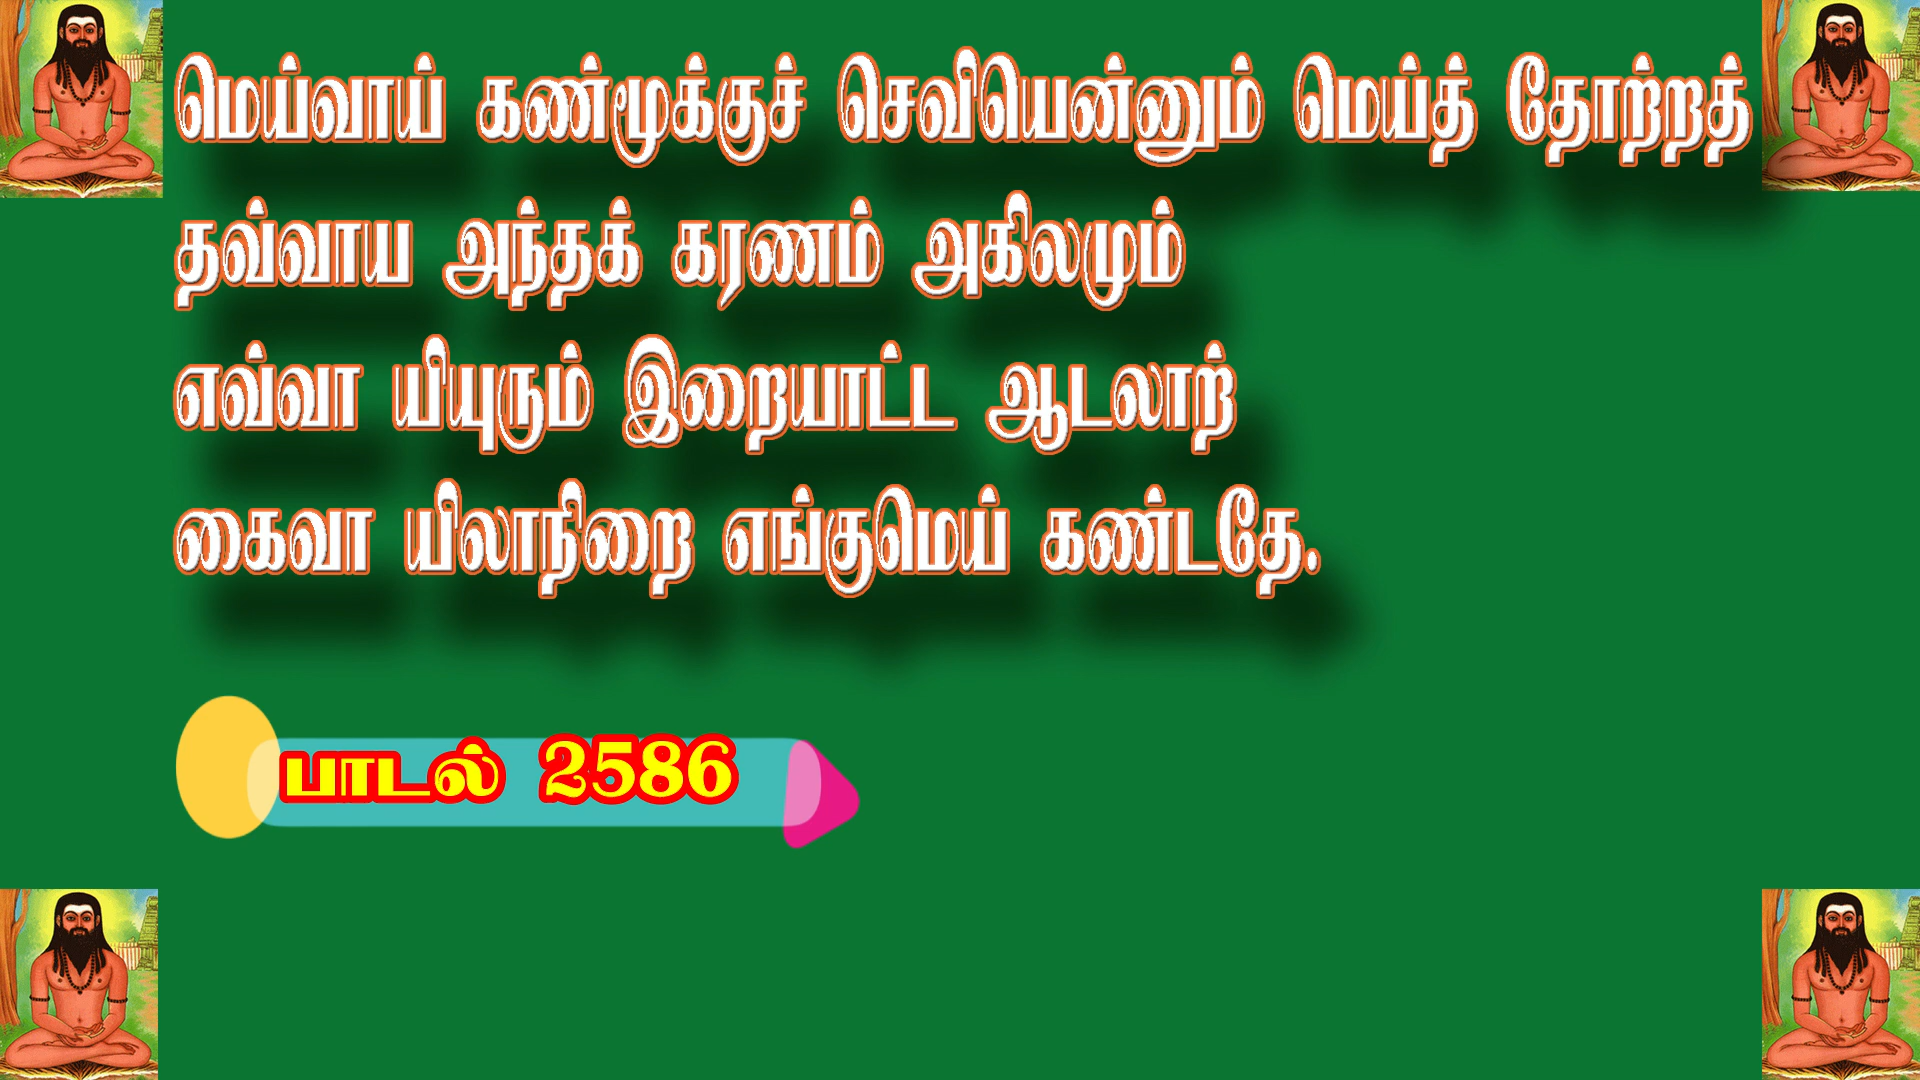 மெய்வாய் கண்மூக்குச் செவியென்னும் மெய்த் தோற்றத்
தவ்வாய அந்தக் கரணம் அகிலமும்
எவ்வா யியுரும் இறையாட்ட ஆடலாற்
கைவா யிலாநிறை எங்குமெய் கண்டதே.
பாடல் 2586